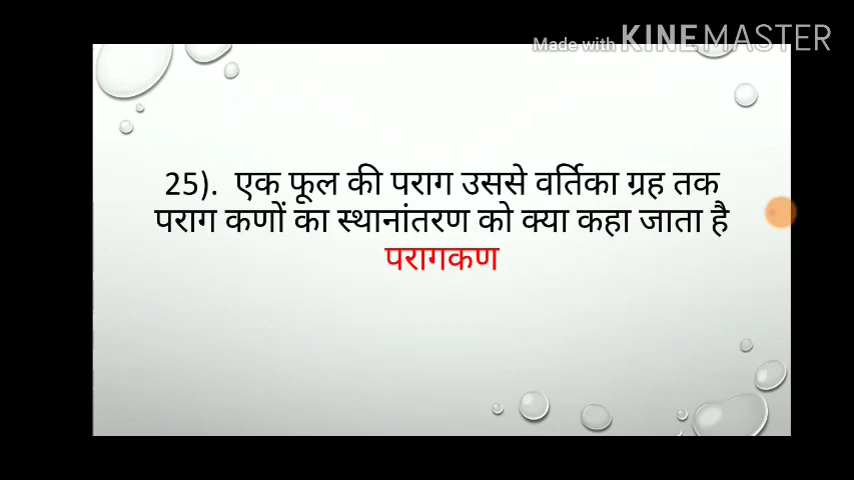 Made with KINEMASTER
25). एक फूल की पराग उससे वर्तिका ग्रह तक
पराग कणों का स्थानांतरण को क्या कहा जाता है
परागकण